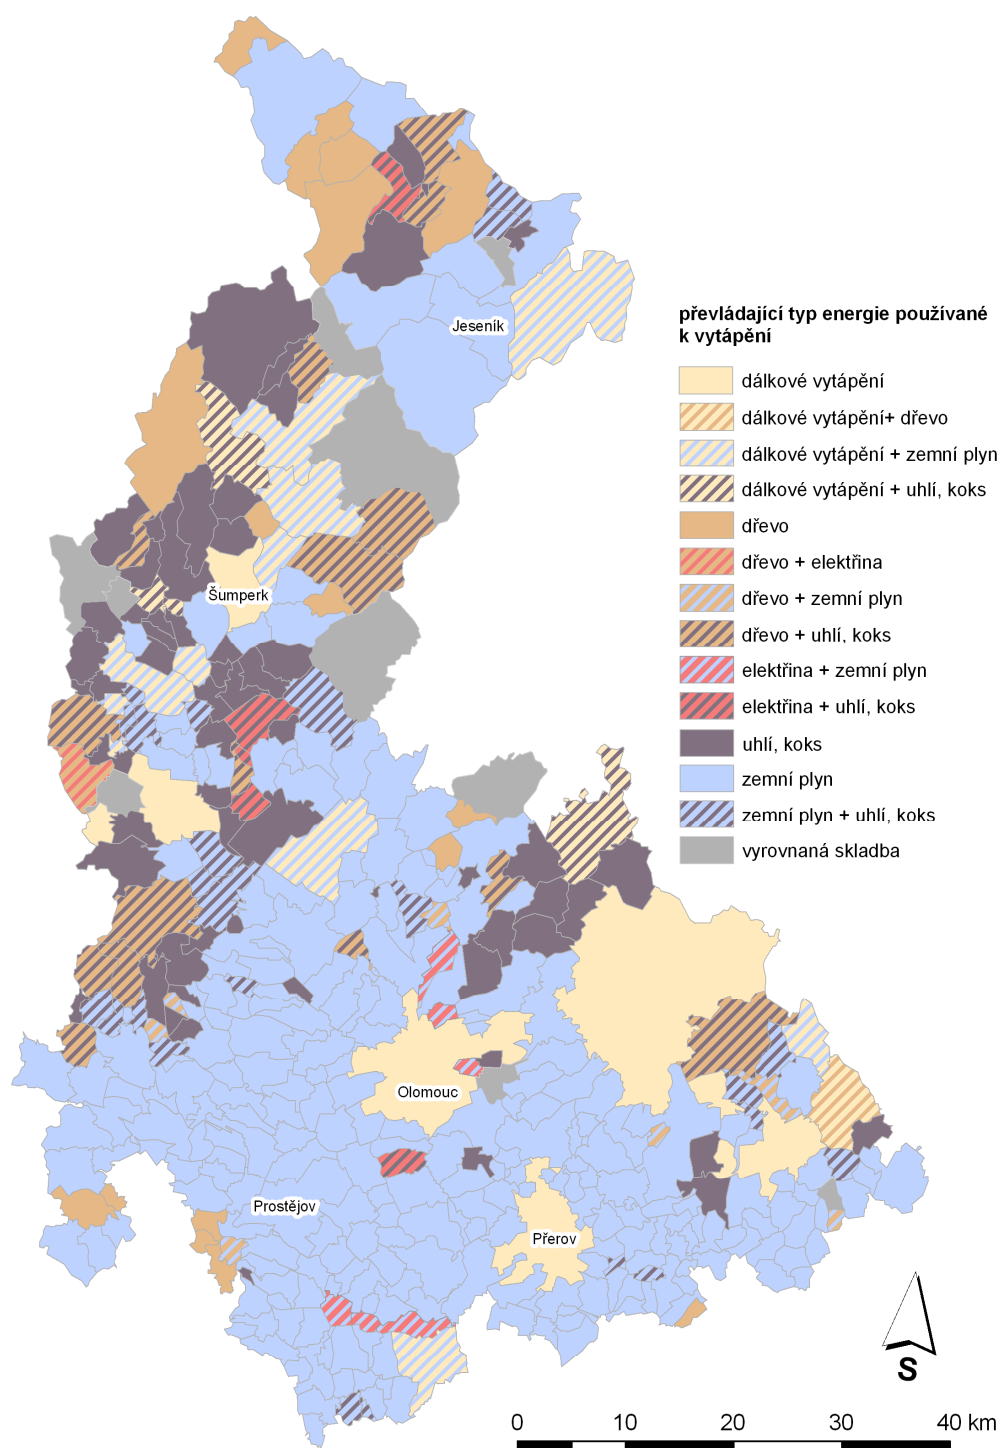 převládající typ energie používané
k vytápění
dálkové vytápění
dálkové vytápění+ dřevo
dálkové vytápění + zemní plyn
dálkové vytápění + uhlí, koks
dřevo
dřevo + elektřina
dřevo + zemní plyn
dřevo + uhlí, koks
elektřina + zemní plyn
elektřina + uhlí, koks
uhlí, koks
zemní plyn
zemní plyn + uhlí, koks
vyrovnaná skladba
Jeseník
Šumperk
Olomouc
Prostějov
Přerov
S
0 10 20 30 40 km